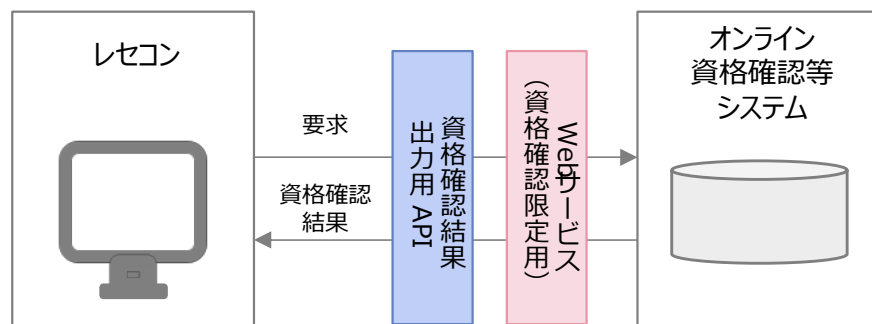 レセコン
要求
資格確認
結果
資格確認結果
出力用 API
Webサービス
（資格確認限定用）
オンライン
資格確認等
システム